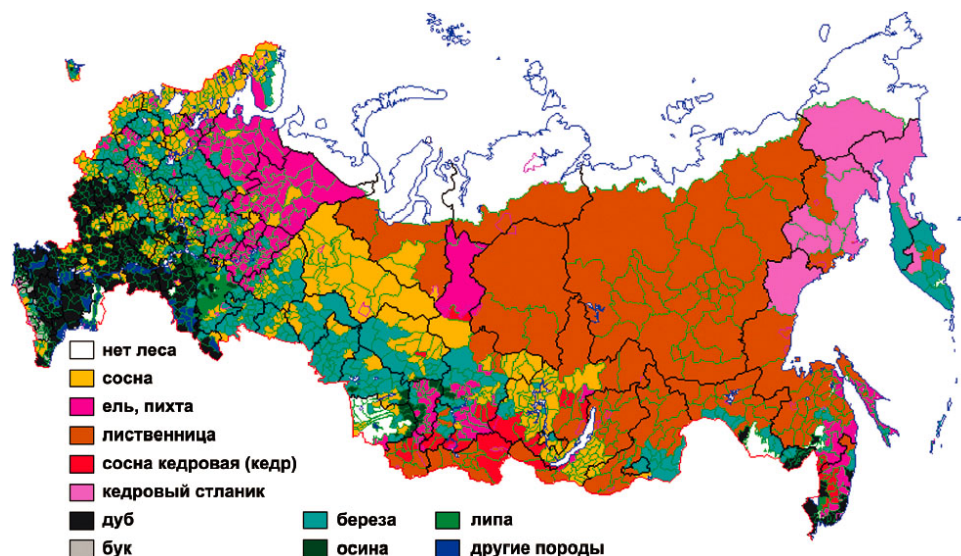 нет леса
сосна
ель, пихта
лиственница
сосна кедровая (кедр)
кедровый стланик
дуб
бук
береза
осина
липа
другие породы